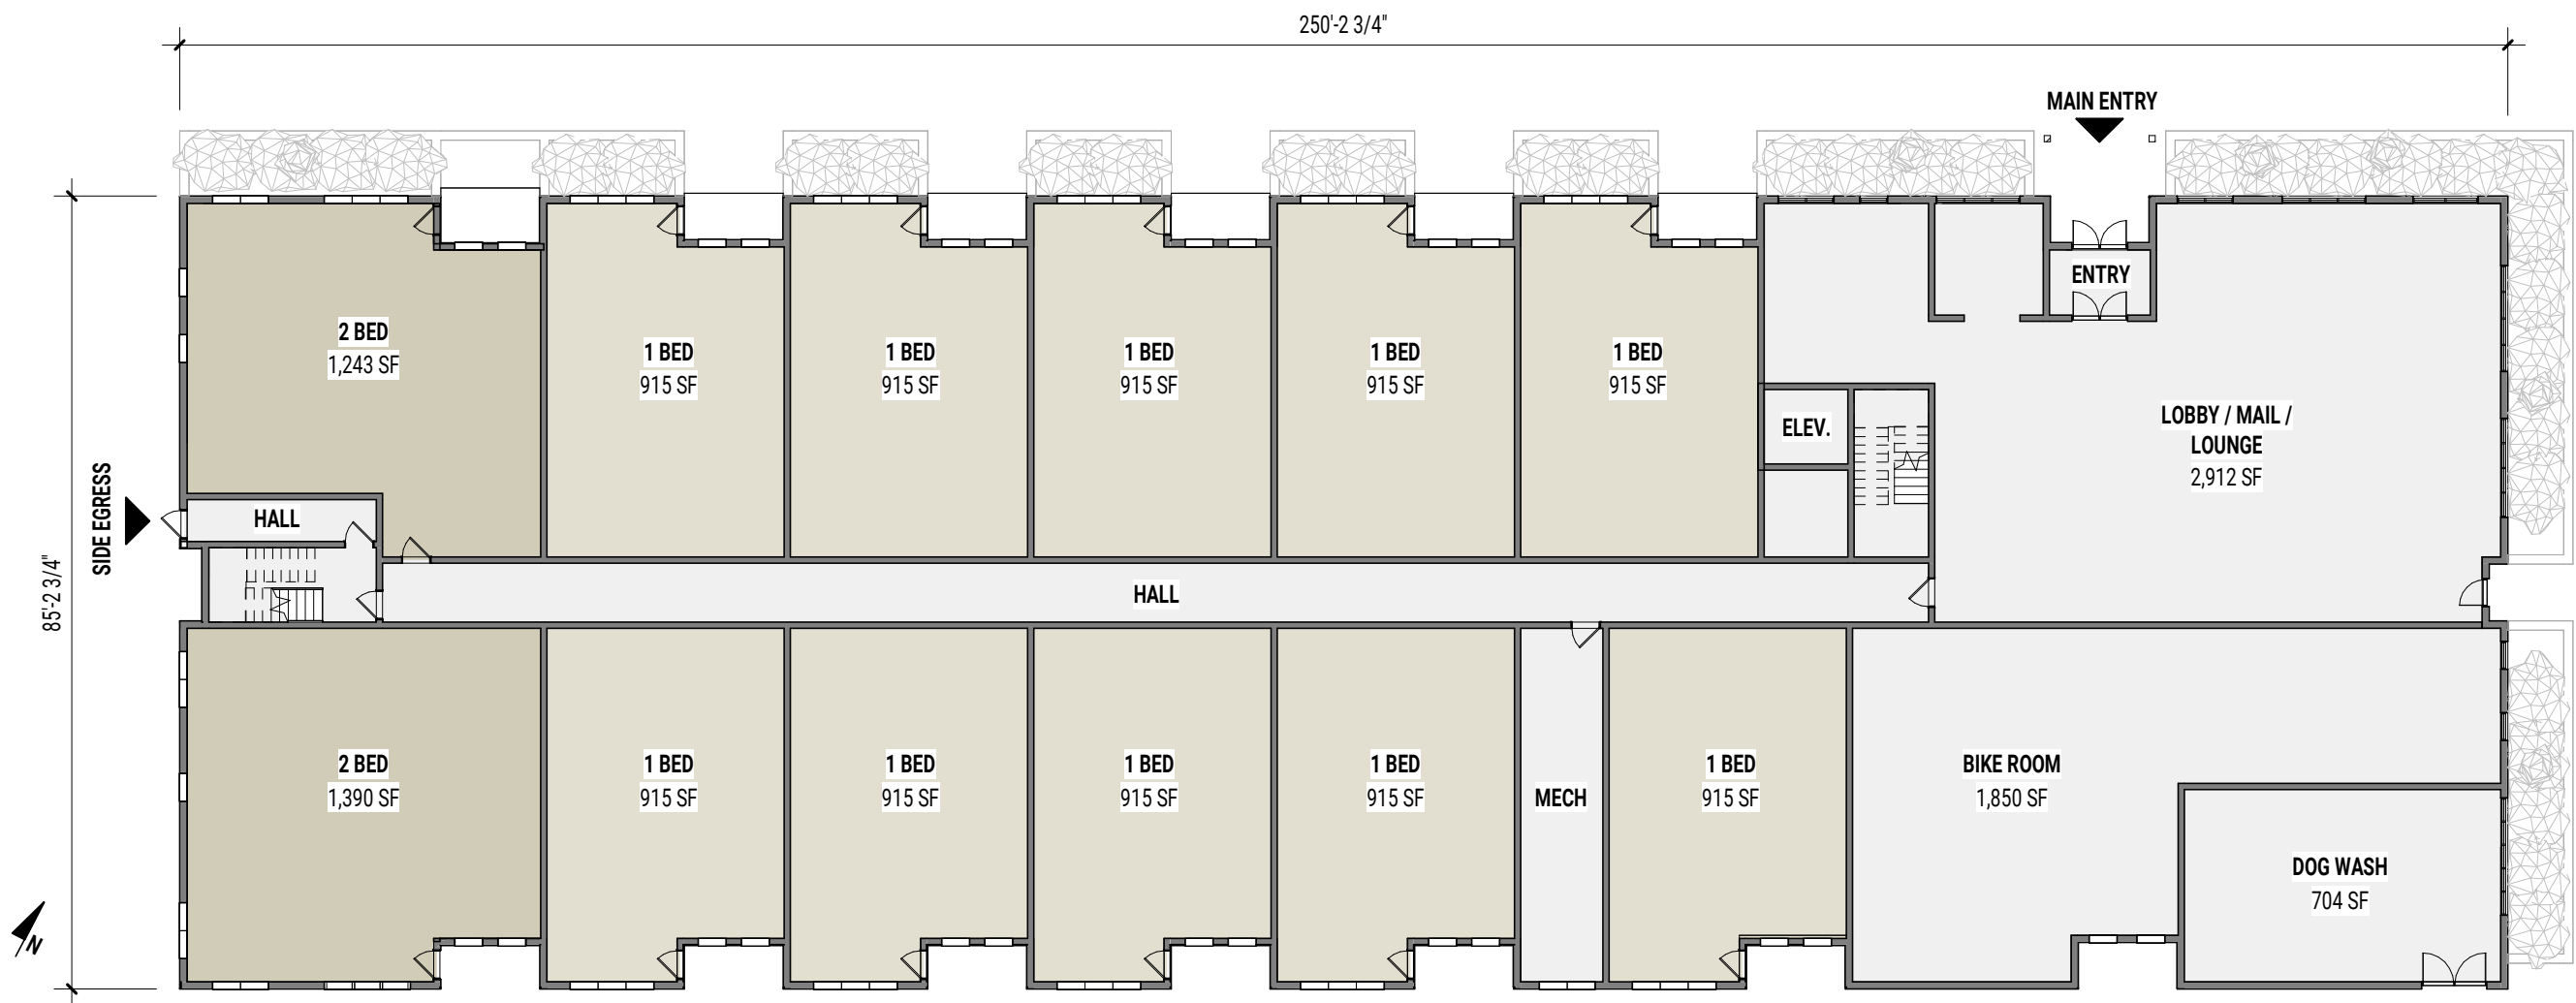 250'-2 3/4"
MAIN ENTRY
ENTRY
2 BED
1,243 SF
1 BED
915 SF
1 BED
915 SF
1 BED
915 SF
1 BED
915 SF
1 BED
915 SF
ELEV.
LOBBY / MAIL /
LOUNGE
2,912 SF
SIDE EGRESS
HALL
85'-2 3/4"
HALL
2 BED
1,390 SF
1 BED
915 SF
1 BED
915 SF
1 BED
915 SF
1 BED
915 SF
MECH
1 BED
915 SF
BIKE ROOM
1,850 SF
DOG WASH
704 SF
N